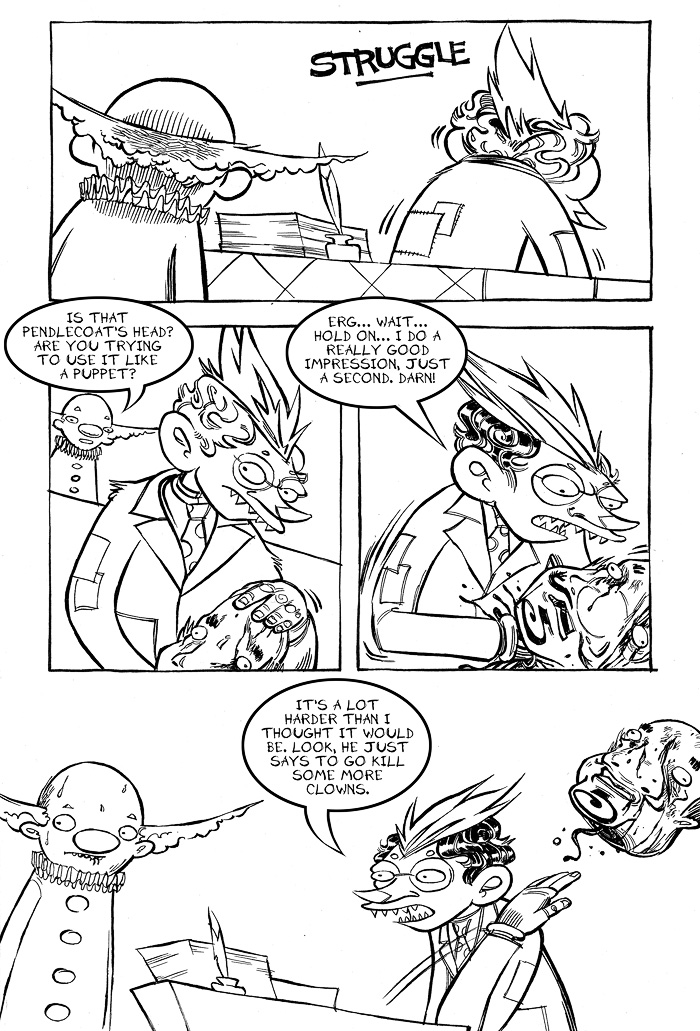 STRUGGLE
IS THAT
PENDLECOAT'S HEAD?
ARE YOU TRYING
TO USE IT LIKE
A PUPPET?
ERG... WAIT...
HOLD ON... I DO A
REALLY GOOD
IMPRESSION, JUST
A SECOND. DARN!
IT'S A LOT
HARDER THAN I
THOUGHT IT WOULD
BE. LOOK, HE JUST
SAYS TO GO KILL
SOME MORE
CLOWNS.